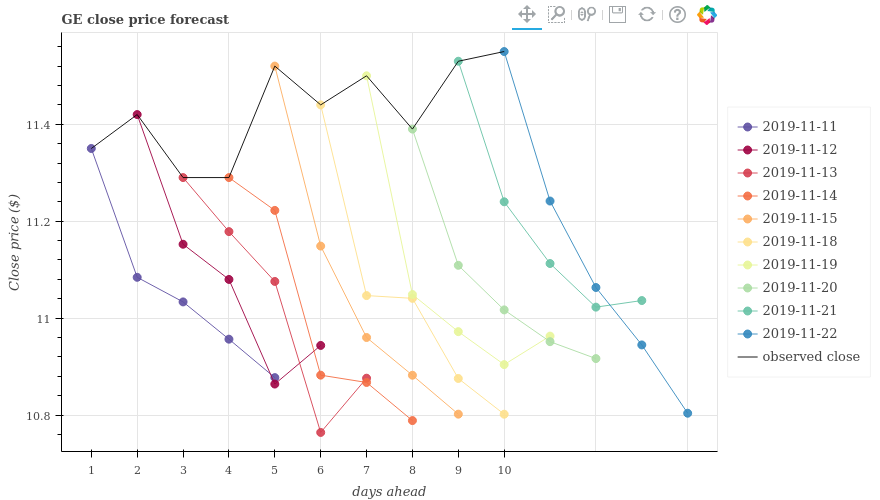 GE close price forecast
Close price ($)
11.4
11.2
11
10.8
1 2 3 4 5 6 7 8 9 10
days ahead
2019-11-11
2019-11-12
2019-11-13
2019-11-14
2019-11-15
2019-11-18
2019-11-19
2019-11-20
2019-11-21
2019-11-22
observed close